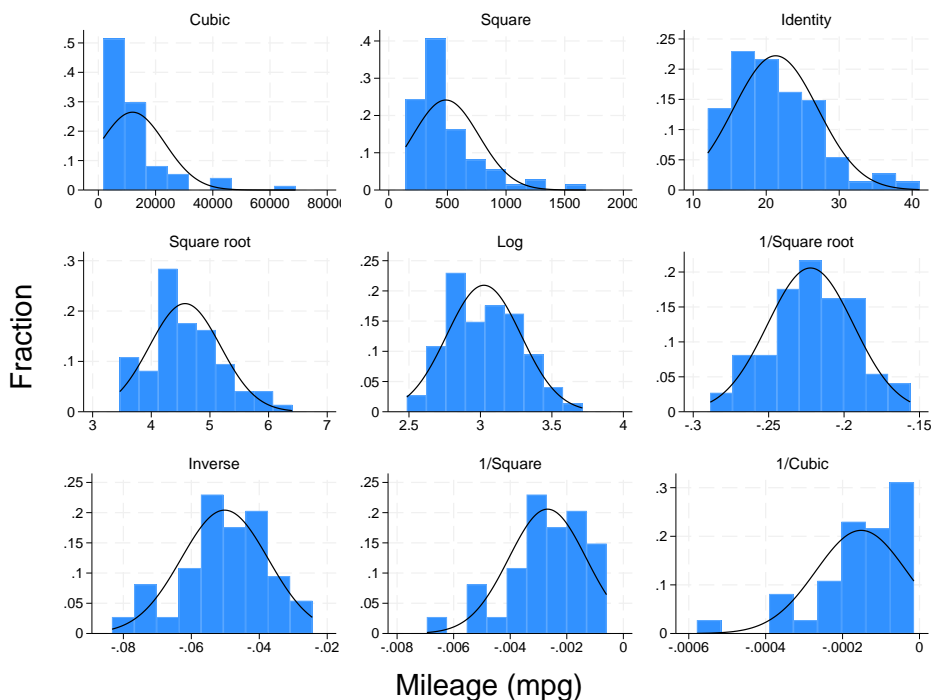 Cubic
.5
.4
.3
.2
.1
0
0 20000 40000 60000 80000
Square
.4
.3
.2
.1
0
0 500 1000 1500 2000
Identity
.25
.2
.15
.1
.05
0
10 20 30 40
Fraction
Square root
.3
.2
.1
0
3 4 5 6 7
Log
.25
.2
.15
.1
.05
0
2.5 3 3.5 4
1/Square root
.2
.15
.1
.05
0
-.3 -.25 -.2 -.15
Inverse
.25
.2
.15
.1
.05
0
-.08 -.06 -.04 -.02
1/Square
.25
.2
.15
.1
.05
0
-.008 -.006 -.004 -.002 0
1/Cubic
.3
.2
.1
0
-.0006 -.0004 -.0002 0
Mileage (mpg)